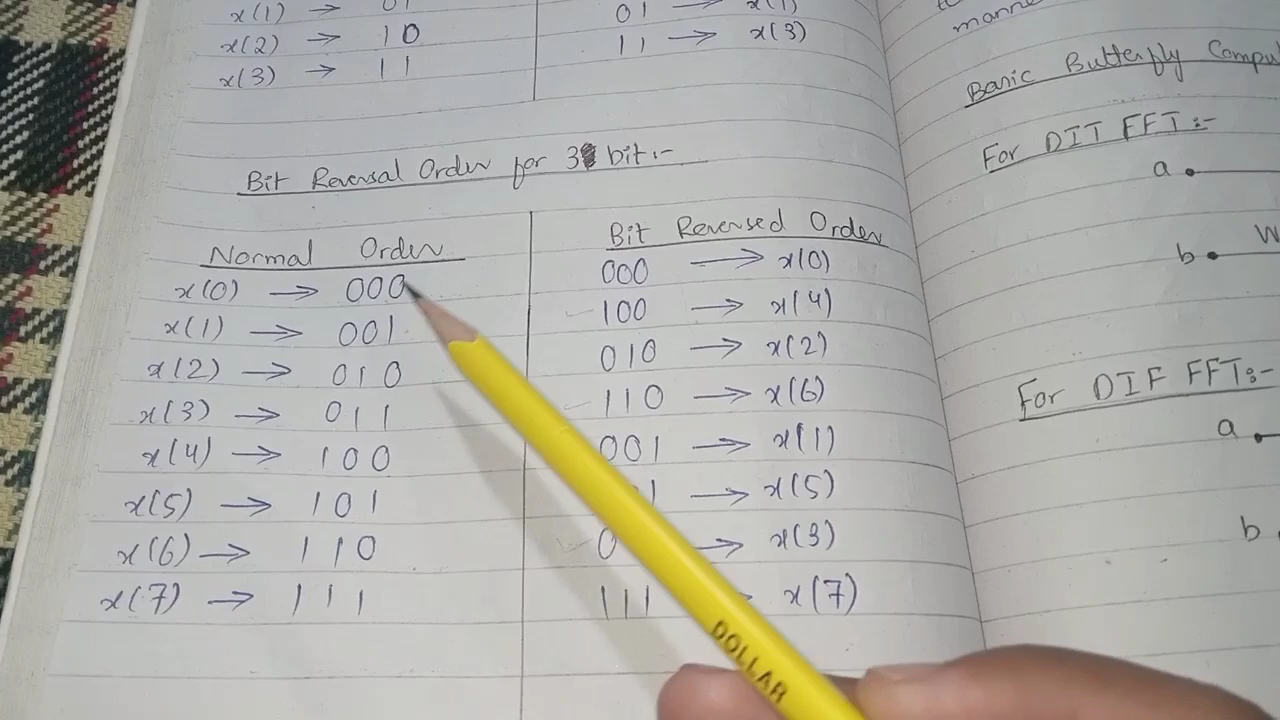 x(1) → 01
x(2) → 10
x(3) → 11
01 → x(1)
11 → x(3)
Bit Reversal Order for 3 bit:-
Normal Order
x(0) → 000
x(1) → 001
x(2) → 010
x(3) → 011
x(4) → 100
x(5) → 101
x(6) → 110
x(7) → 111
Bit Reversed Order
000 → x(0)
100 → x(4)
010 → x(2)
110 → x(6)
001 → x(1)
1 → x(5)
0 → x(3)
111 → x(7)
Basic Butterfly
For DIT FFT:-
a
b W
For DIF FFT:-
a
b
DOLLAR